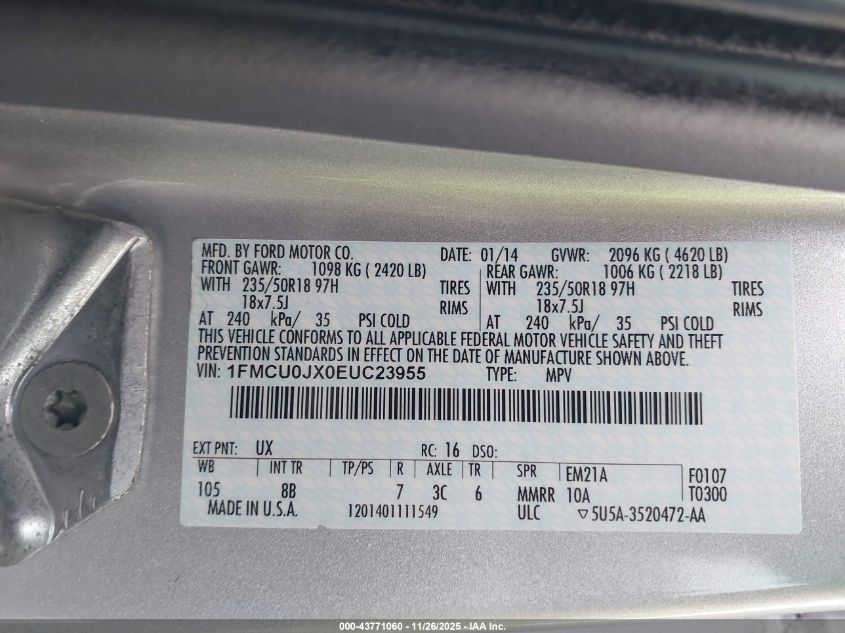 MFD. BY FORD MOTOR CO. DATE: 01/14 GVWR: 2096 KG ( 4620 LB)
FRONT GAWR: 1098 KG ( 2420 LB) REAR GAWR: 1006 KG ( 2218 LB)
WITH 235/50R18 97H TIRES WITH 235/50R18 97H TIRES
18x7.5J RIMS 18x7.5J RIMS
AT 240 kPa/ 35 PSI COLD AT 240 kPa/ 35 PSI COLD
THIS VEHICLE CONFORMS TO ALL APPLICABLE FEDERAL MOTOR VEHICLE SAFETY AND THEFT
PREVENTION STANDARDS IN EFFECT ON THE DATE OF MANUFACTURE SHOWN ABOVE.
VIN: 1FMCU0JX0EUC23955 TYPE: MPV
EXT PNT: UX RC: 16 DSO:
WB INT TR TP/PS R AXLE TR SPR EM21A F0107
105 8B 7 3C 6 MMRR 10A T0300
MADE IN U.S.A. 1201401111549 ULC ▽5U5A-3520472-AA
000-43771060 - 11/26/2025 - IAA Inc.